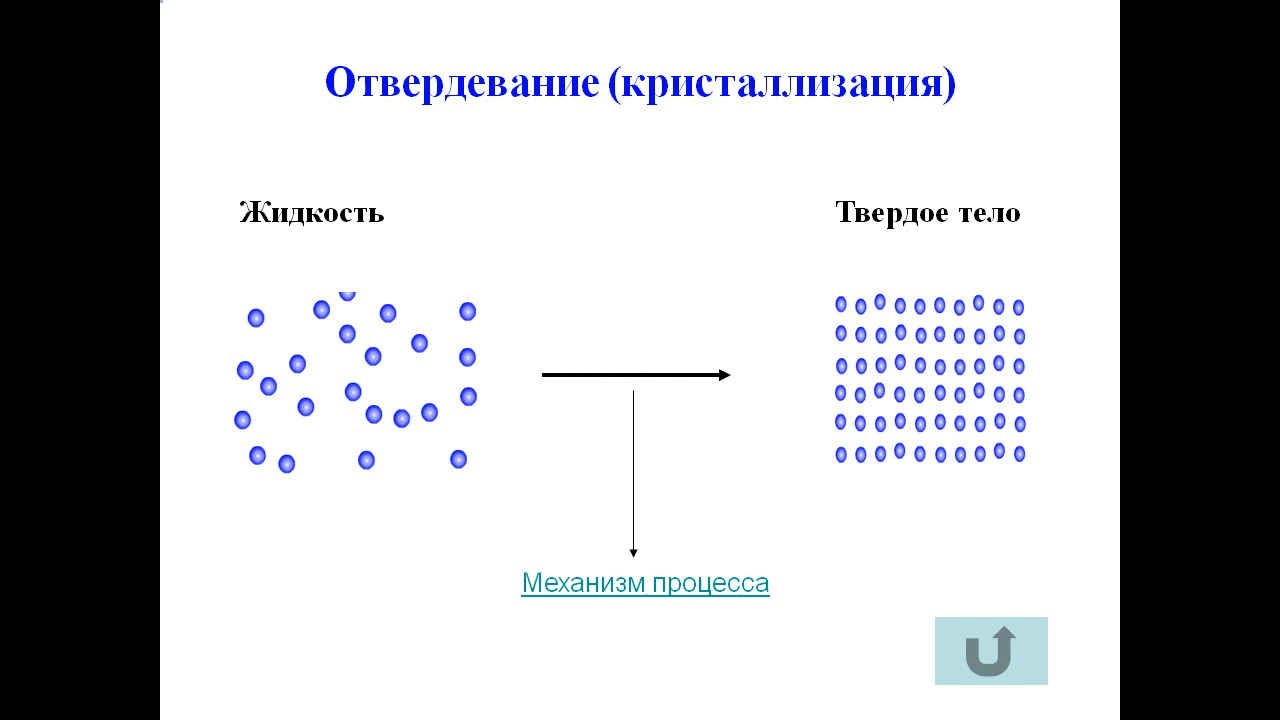 Отвердевание (кристаллизация)
Жидкость
Твердое тело
Механизм процесса